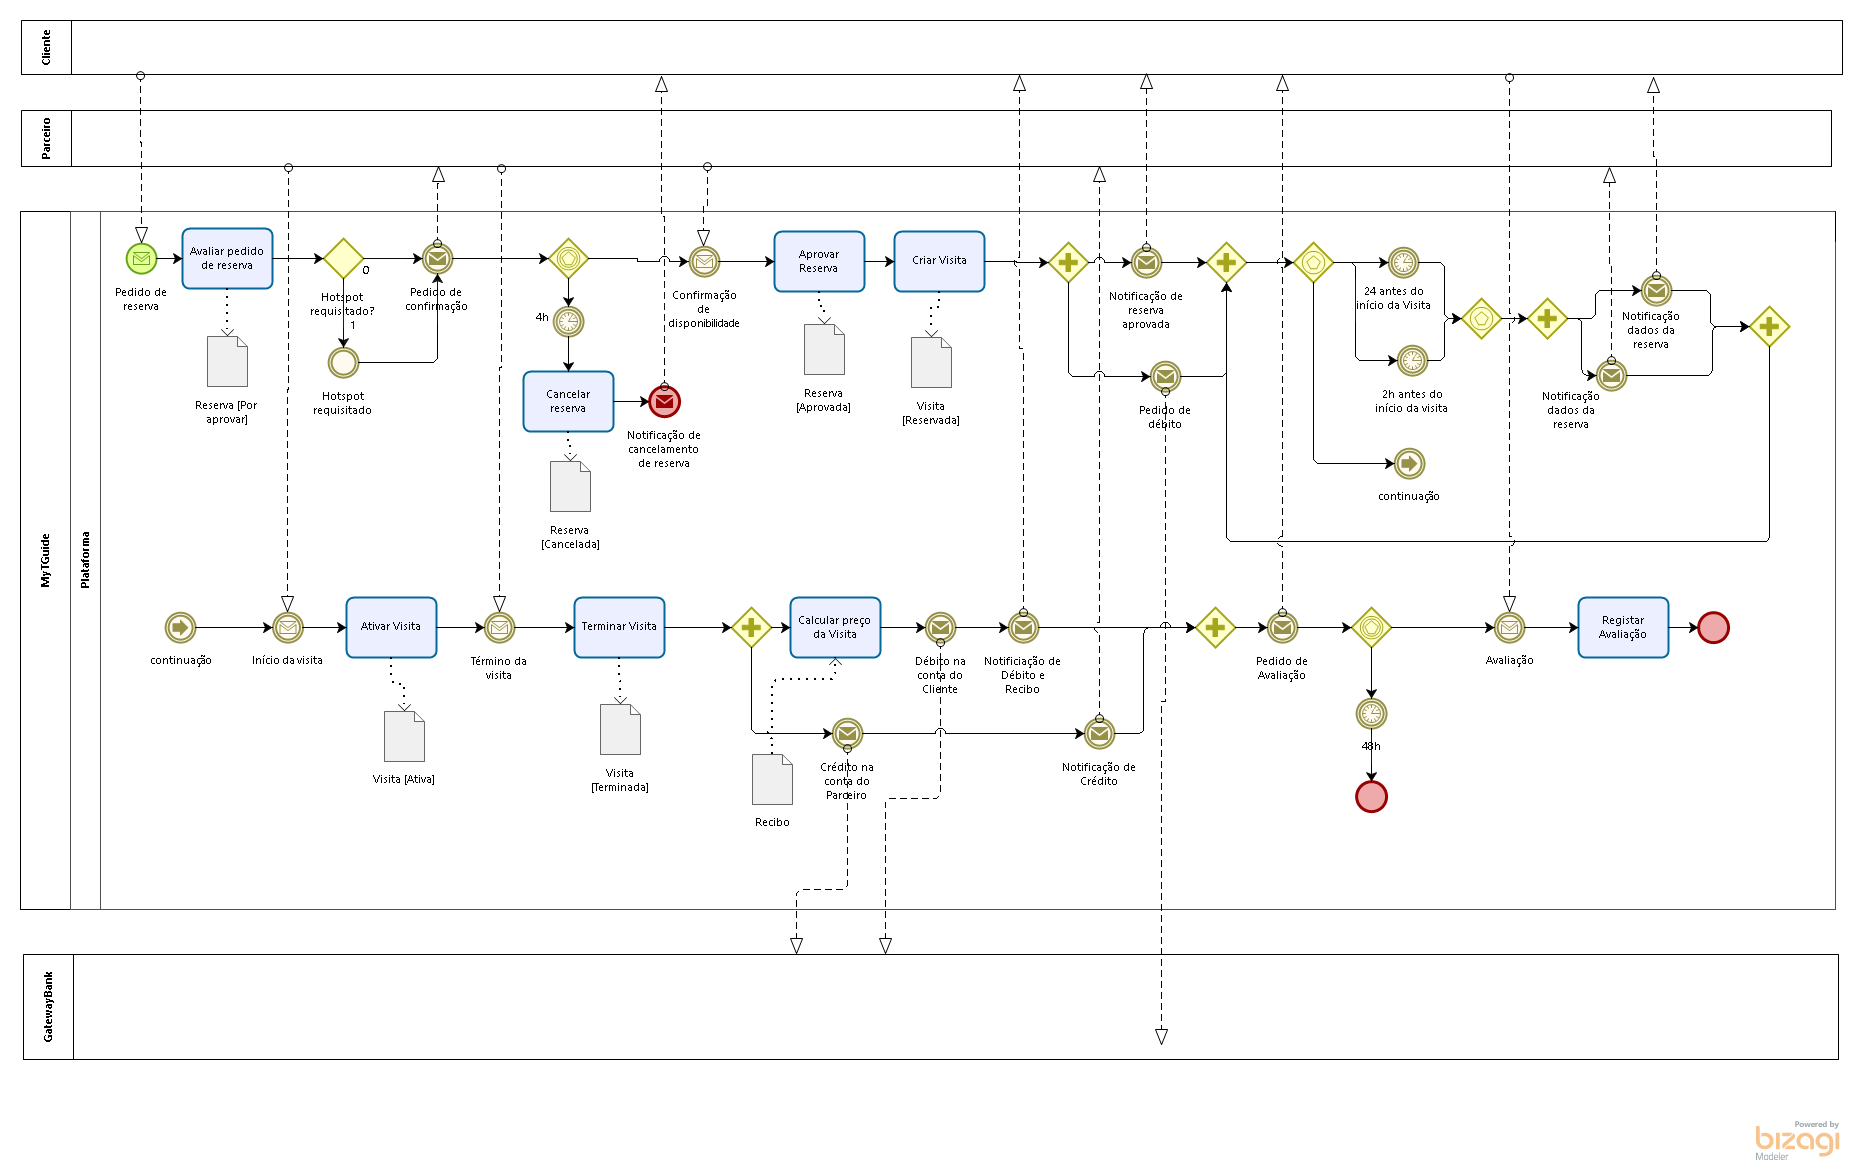 Cliente
Parceiro
MyTGuide
Plataforma
Avaliar pedido
de reserva
Pedido de
reserva
Reserva [Por
aprovar]
0
Hotspot
requisitado?
1
Hotspot
requisitado
Pedido de
confirmação
4h
Cancelar
reserva
Notificação de
cancelamento
de reserva
Reserva
[Cancelada]
Confirmação
de
disponibilidade
Aprovar
Reserva
Reserva
[Aprovada]
Criar Visita
Visita
[Reservada]
Notificação de
reserva
aprovada
Pedido de
débito
24 antes do
início da Visita
2h antes do
início da visita
continuação
Notificação
dados da
reserva
Notificação
dados da
reserva
continuação
Início da visita
Ativar Visita
Visita [Ativa]
Término da
visita
Terminar Visita
Visita
[Terminada]
Calcular preço
da Visita
Recibo
Débito na
conta do
Cliente
Crédito na
conta do
Parceiro
Notificiação de
Débito e
Recibo
Notificação de
Crédito
Pedido de
Avaliação
48h
Avaliação
Registar
Avaliação
GatewayBank
Powered by
bizagi
Modeler